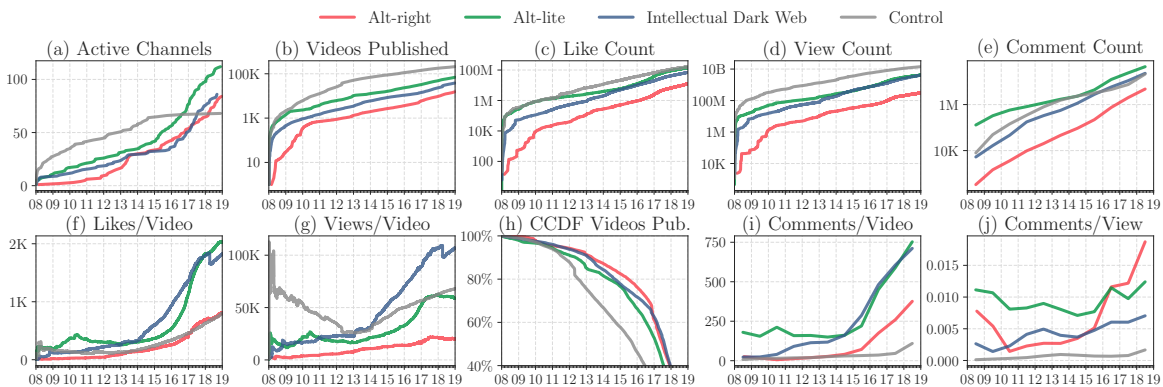 Alt-right Alt-lite Intellectual Dark Web Control
(a) Active Channels (b) Videos Published (c) Like Count (d) View Count (e) Comment Count
100 50 0
100K 1K 10
100M 1M 10K 100
10B 100M 1M 10K
1M 10K
08 09 10 11 12 13 14 15 16 17 18 19
08 09 10 11 12 13 14 15 16 17 18 19
08 09 10 11 12 13 14 15 16 17 18 19
08 09 10 11 12 13 14 15 16 17 18 19
08 09 10 11 12 13 14 15 16 17 18 19
(f) Likes/Video (g) Views/Video (h) CCDF Videos Pub. (i) Comments/Video (j) Comments/View
2K 1K 0
100K 50K 0
100% 80% 60% 40%
750 500 250 0
0.015 0.010 0.005 0.000
08 09 10 11 12 13 14 15 16 17 18 19
08 09 10 11 12 13 14 15 16 17 18 19
08 09 10 11 12 13 14 15 16 17 18 19
08 09 10 11 12 13 14 15 16 17 18 19
08 09 10 11 12 13 14 15 16 17 18 19